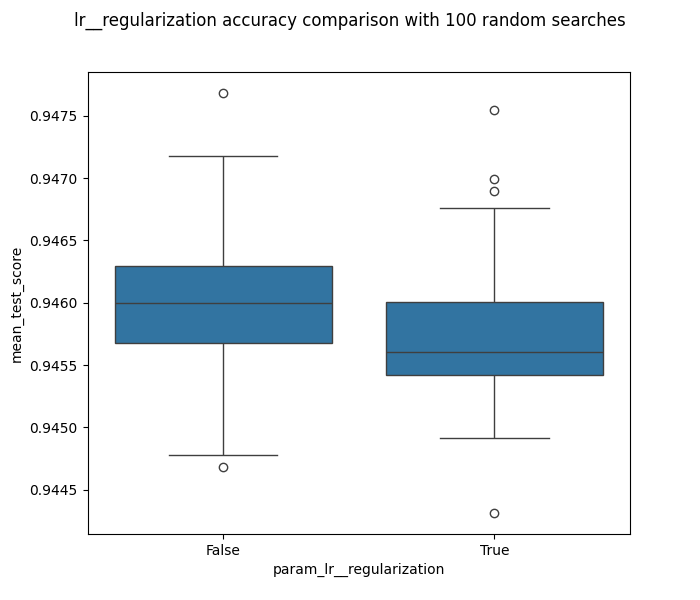 lr__regularization accuracy comparison with 100 random searches
0.9475
0.9470
0.9465
0.9460
0.9455
0.9450
0.9445
mean_test_score
False
True
param_lr__regularization